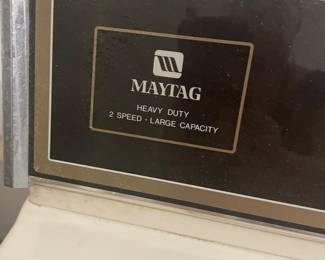 MAYTAG
HEAVY DUTY
2 SPEED · LARGE CAPACITY